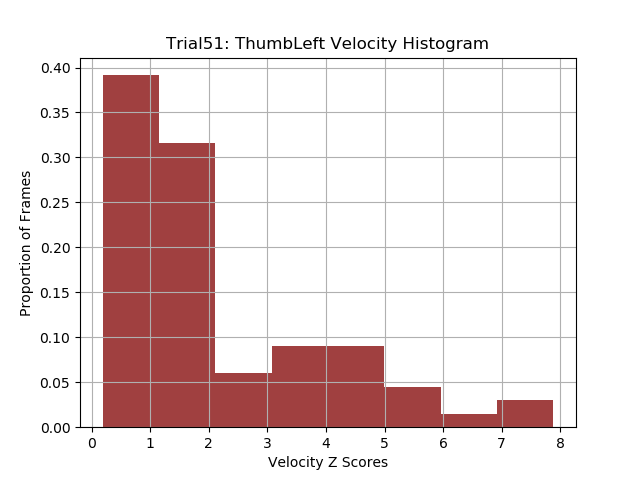 Trial51: ThumbLeft Velocity Histogram
0.40
0.35
0.30
0.25
0.20
0.15
0.10
0.05
0.00
Proportion of Frames
0 1 2 3 4 5 6 7 8
Velocity Z Scores